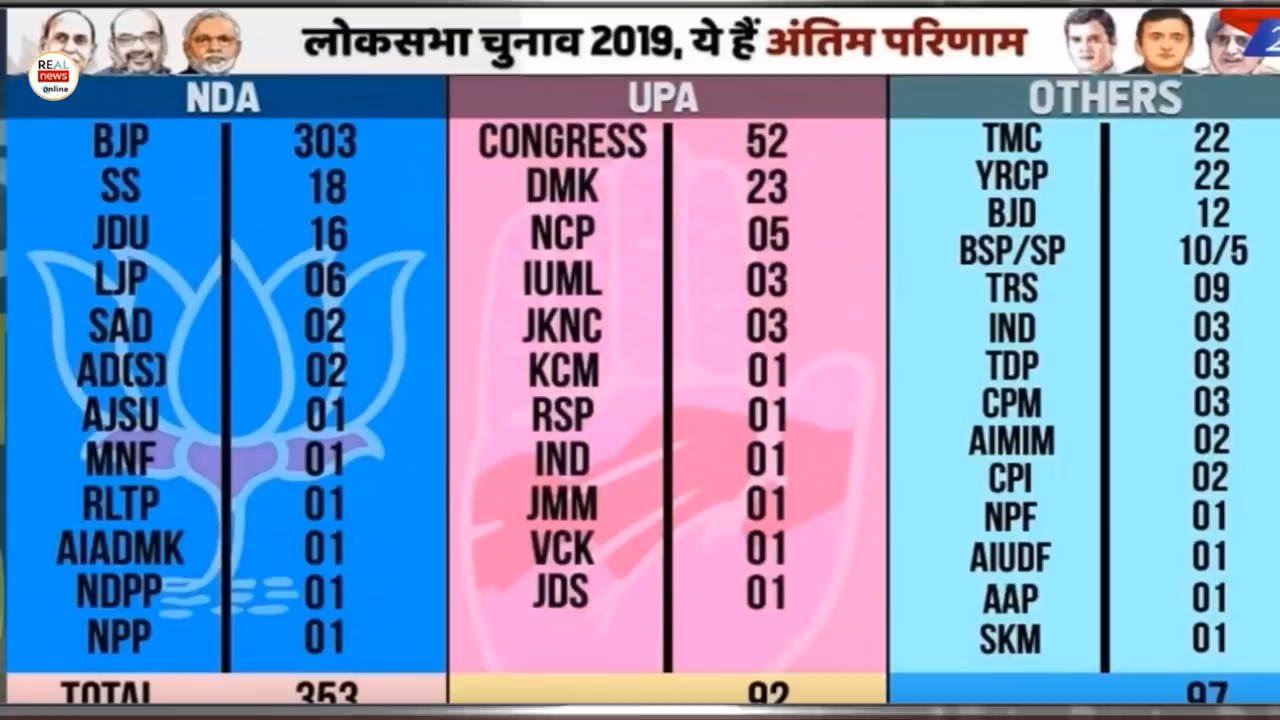 लोकसभा चुनाव 2019, ये हैं अंतिम परिणाम
REAL
news
online
NDA
BJP 303
SS 18
JDU 16
LJP 06
SAD 02
AD(S) 02
AJSU 01
MNF 01
RLTP 01
AIADMK 01
NDPP 01
NPP 01
TOTAL 353
UPA
CONGRESS 52
DMK 23
NCP 05
IUML 03
JKNC 03
KCM 01
RSP 01
IND 01
JMM 01
VCK 01
JDS 01
92
OTHERS
TMC 22
YRCP 22
BJD 12
BSP/SP 10/5
TRS 09
IND 03
TDP 03
CPM 03
AIMIM 02
CPI 02
NPF 01
AIUDF 01
AAP 01
SKM 01
97